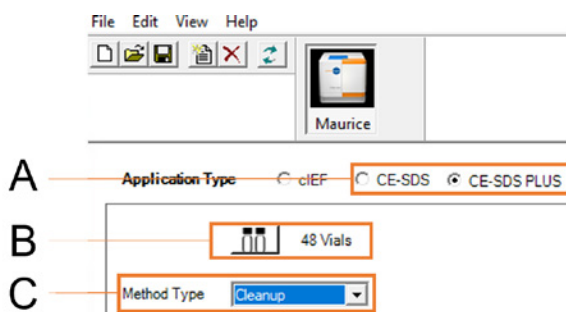 File Edit View Help
Maurice
A Application Type cIEF CE-SDS CE-SDS PLUS
B 48 Vials
C Method Type Cleanup